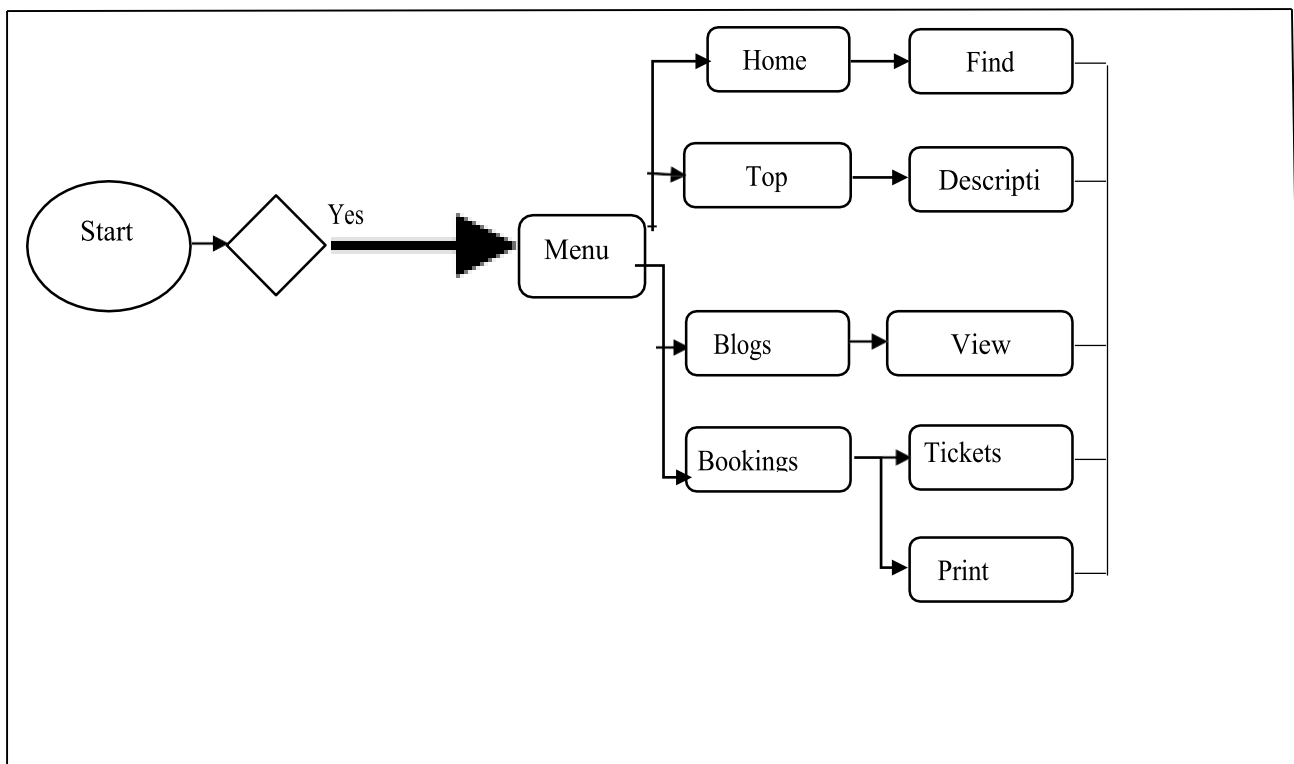 Start
Yes
Menu
Home
Find
Top
Descripti
Blogs
View
Bookings
Tickets
Print